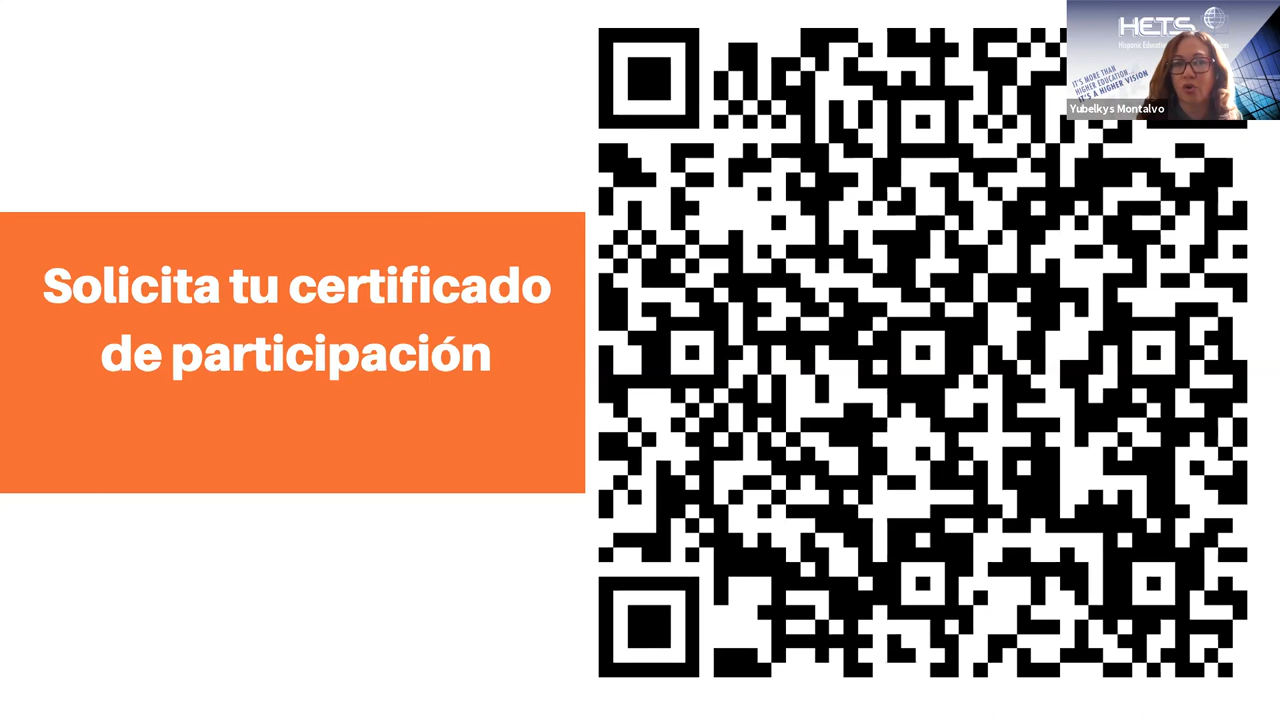 Solicita tu certificado
de participación
HETS
IT'S MORE THAN
HIGHER EDUCATION...
IT'S A HIGHER VISION
Yubelkys Montalvo